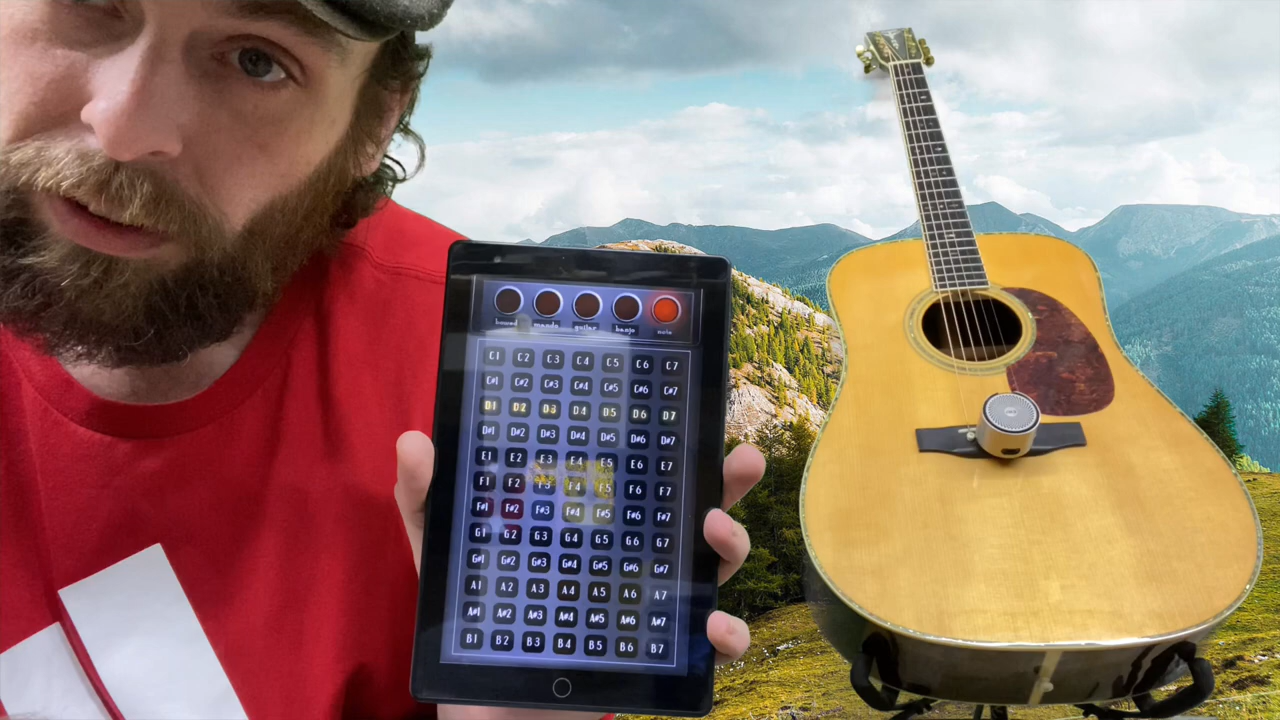 bowed mando guitar banjo
C1 C2 C3 C4 C5 C6 C7
C#1 C#2 C#3 C#4 C#5 C#6 C#7
D1 D2 D3 D4 D5 D6 D7
D#1 D#2 D#3 D#4 D#5 D#6 D#7
E1 E2 E3 E4 E5 E6 E7
F1 F2 F3 F4 F5 F6 F7
F#1 F#2 F#3 F#4 F#5 F#6 F#7
G1 G2 G3 G4 G5 G6 G7
G#1 G#2 G#3 G#4 G#5 G#6 G#7
A1 A2 A3 A4 A5 A6 A7
A#1 A#2 A#3 A#4 A#5 A#6 A#7
B1 B2 B3 B4 B5 B6 B7